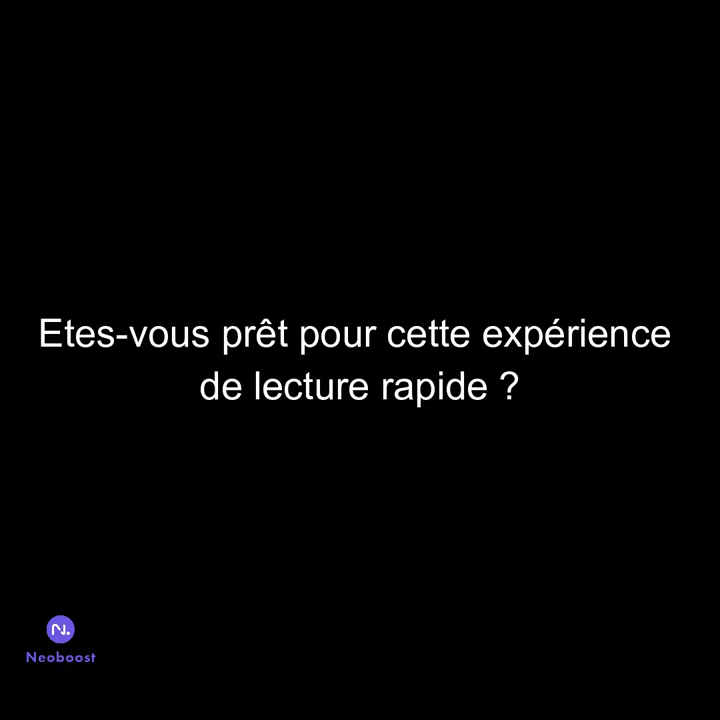 Etes-vous prêt pour cette expérience
de lecture rapide ?
N.
Neoboost